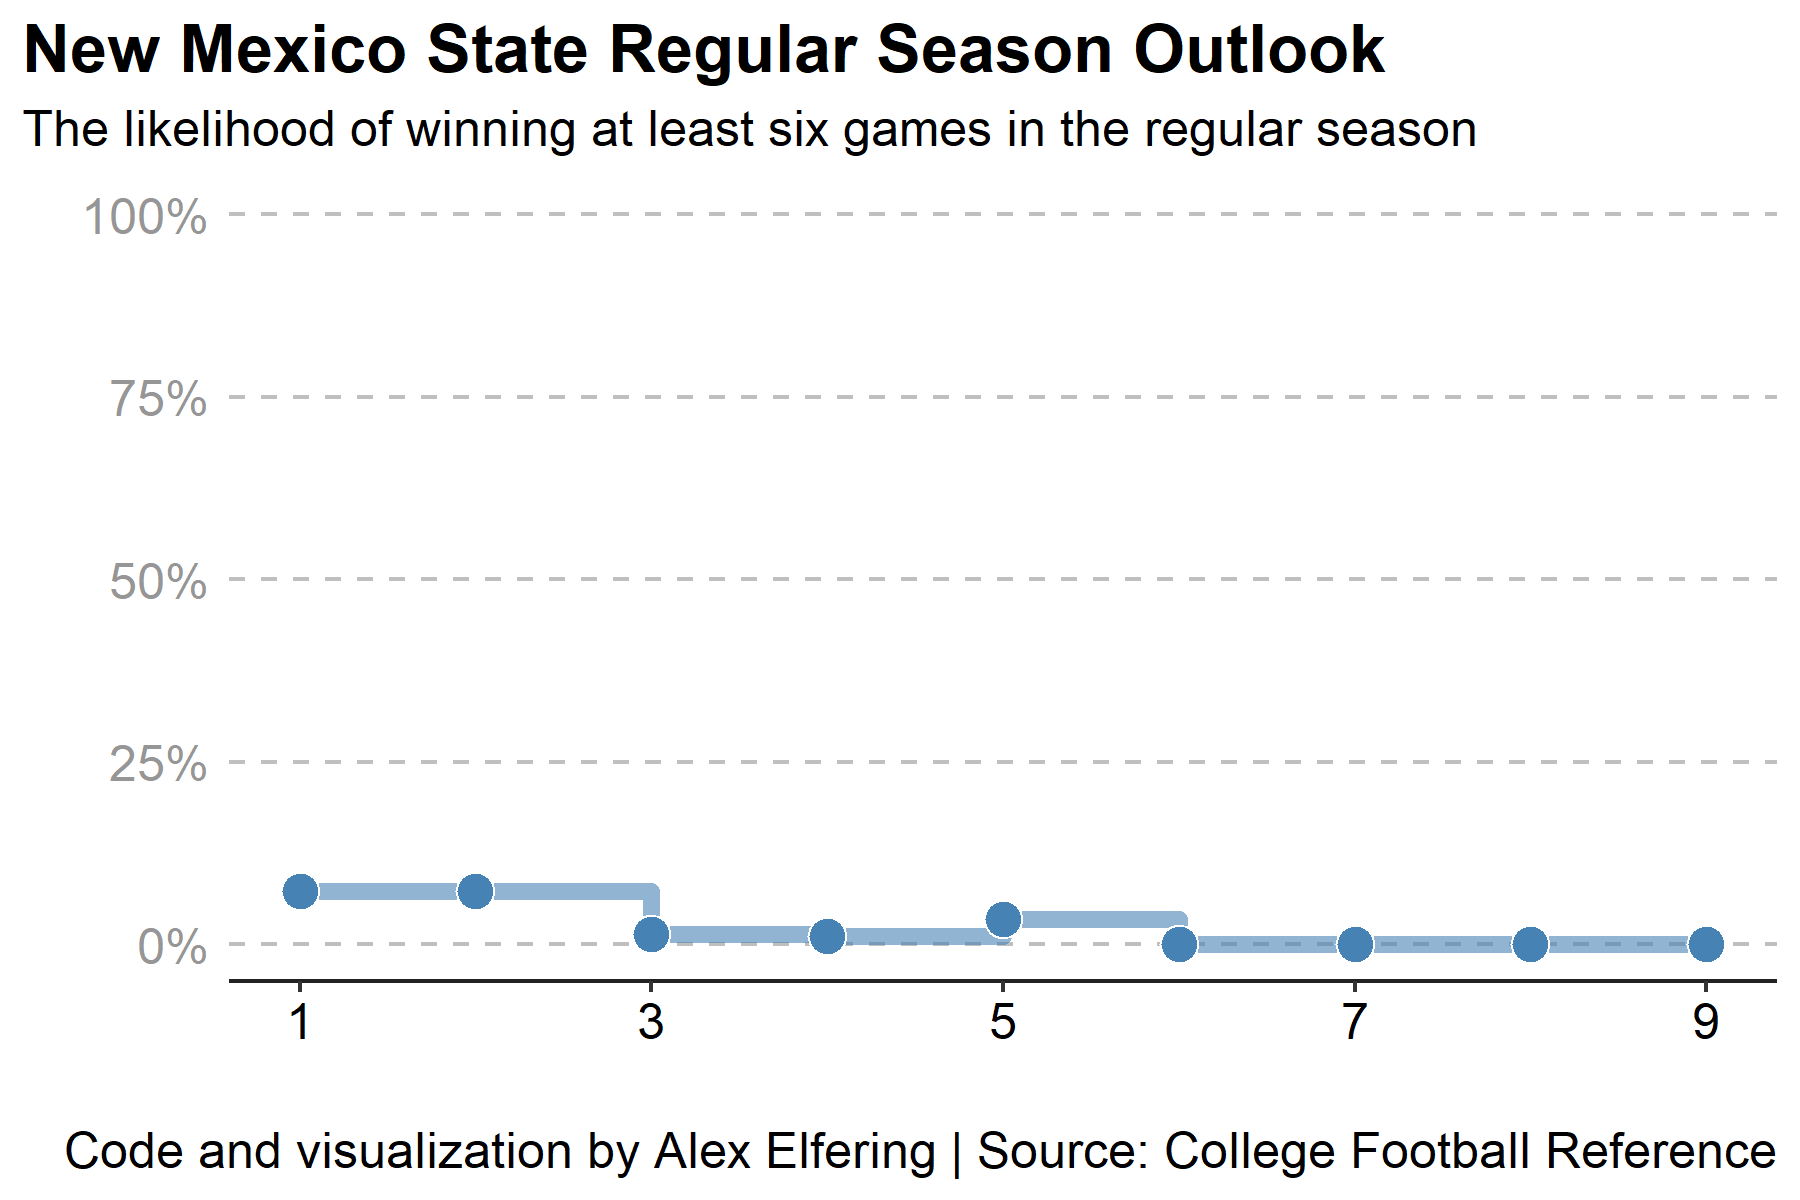 New Mexico State Regular Season Outlook
The likelihood of winning at least six games in the regular season
100%
75%
50%
25%
0%
1 3 5 7 9
Code and visualization by Alex Elfering | Source: College Football Reference